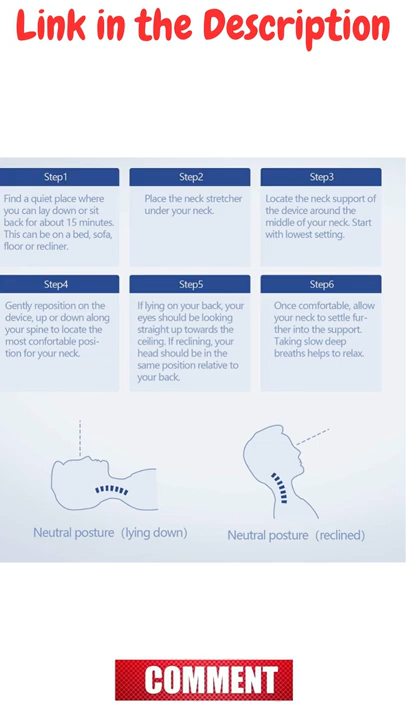 Link in the Description
Step1
Find a quiet place where
you can lay down or sit
back for about 15 minutes.
This can be on a bed, sofa,
floor or recliner.
Step2
Place the neck stretcher
under your neck.
Step3
Locate the neck support of
the device around the
middle of your neck. Start
with lowest setting.
Step4
Gently reposition on the
device, up or down along
your spine to locate the
most confortable posi-
tion for your neck.
Step5
If lying on your back, your
eyes should be looking
straight up towards the
ceiling. If reclining, your
head should be in the
same position relative to
your back.
Step6
Once comfortable, allow
your neck to settle fur-
ther into the support.
Taking slow deep
breaths helps to relax.
Neutral posture (lying down)
Neutral posture (reclined)
COMMENT